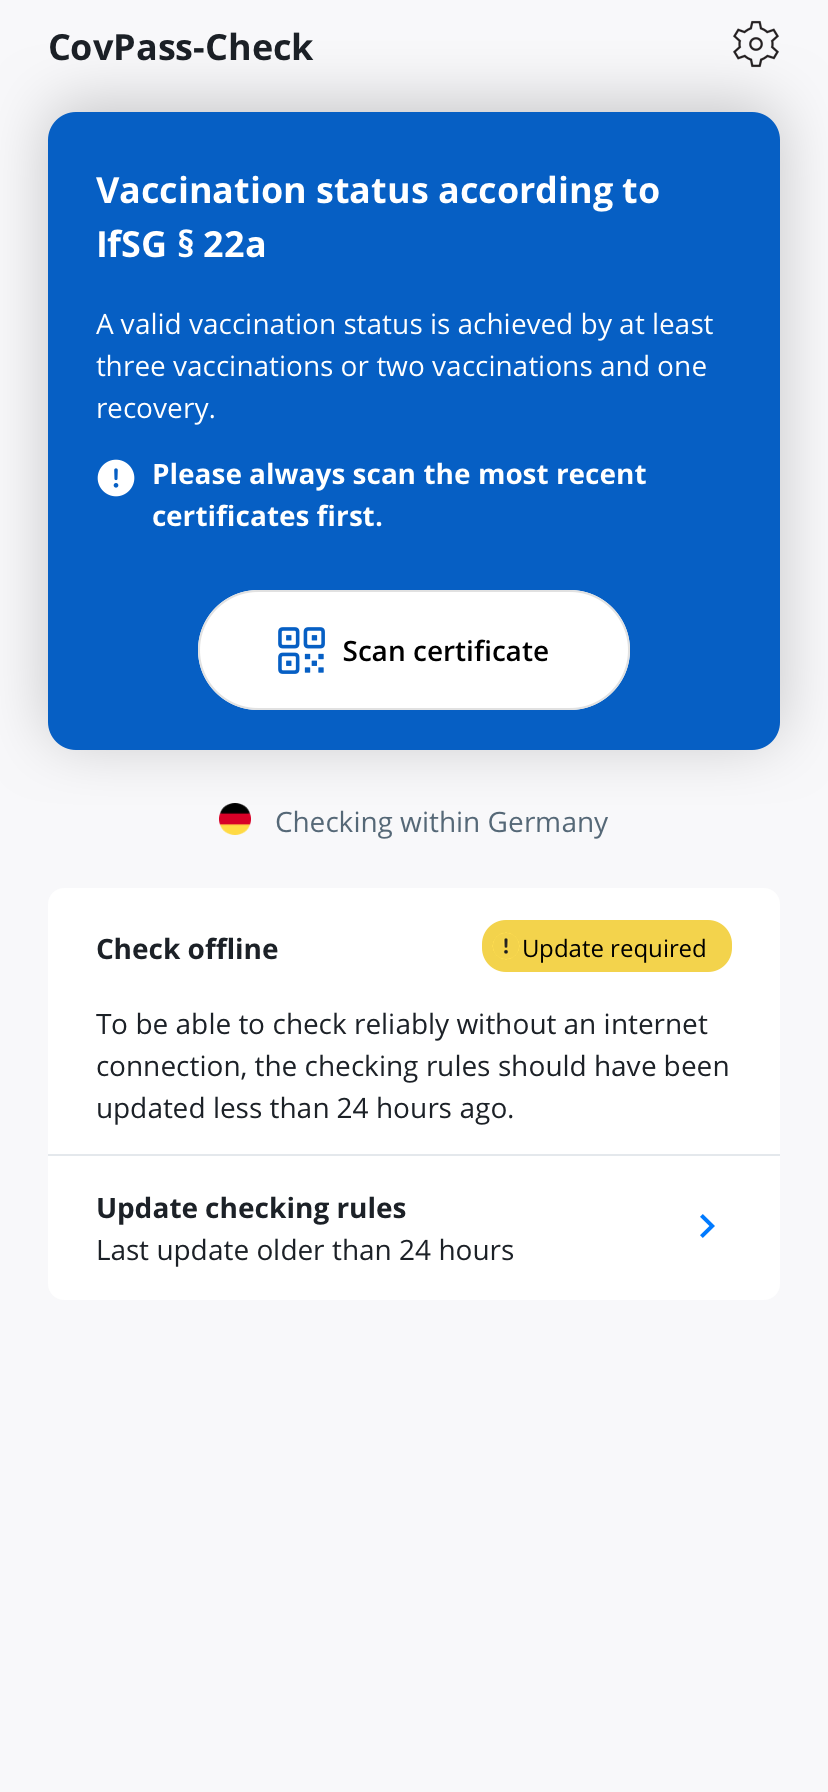 CovPass-Check
Vaccination status according to
IfSG § 22a
A valid vaccination status is achieved by at least
three vaccinations or two vaccinations and one
recovery.
Please always scan the most recent
certificates first.
Scan certificate
Checking within Germany
Check offline
! Update required
To be able to check reliably without an internet
connection, the checking rules should have been
updated less than 24 hours ago.
Update checking rules
Last update older than 24 hours